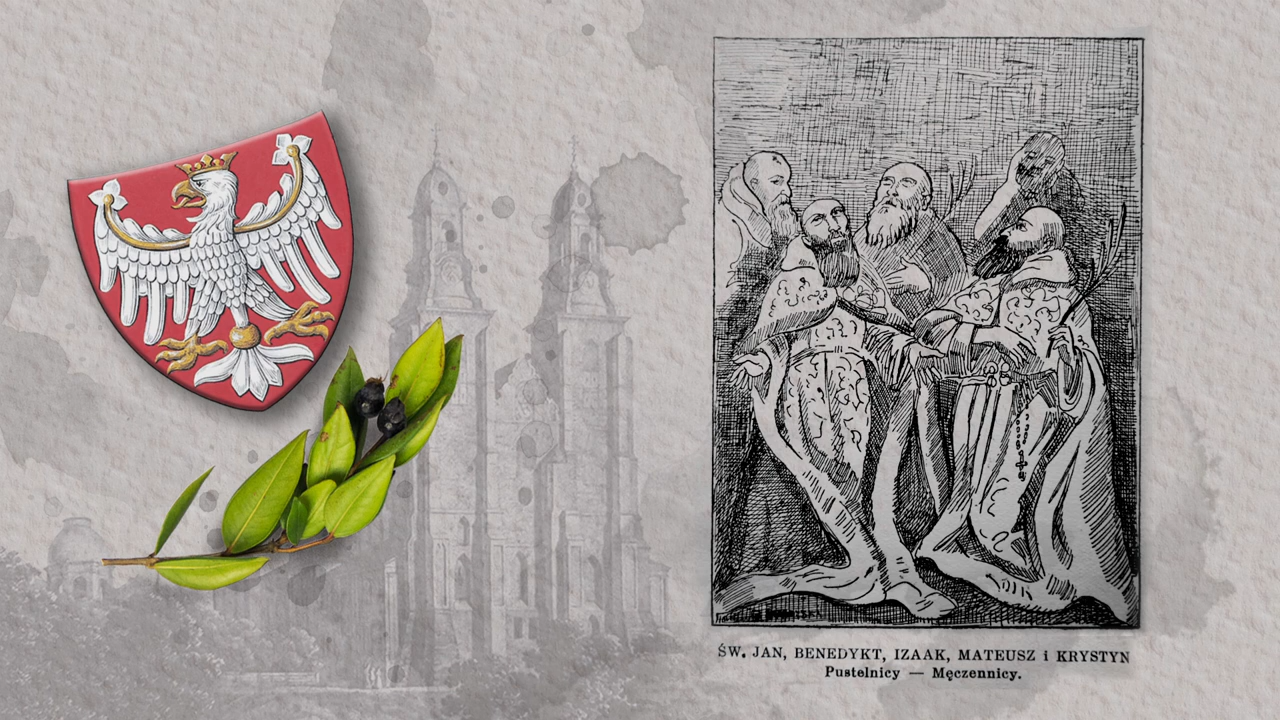 ŚW. JAN, BENEDYKT, IZAAK, MATEUSZ i KRYSTYN
Pustelnicy — Męczennicy.